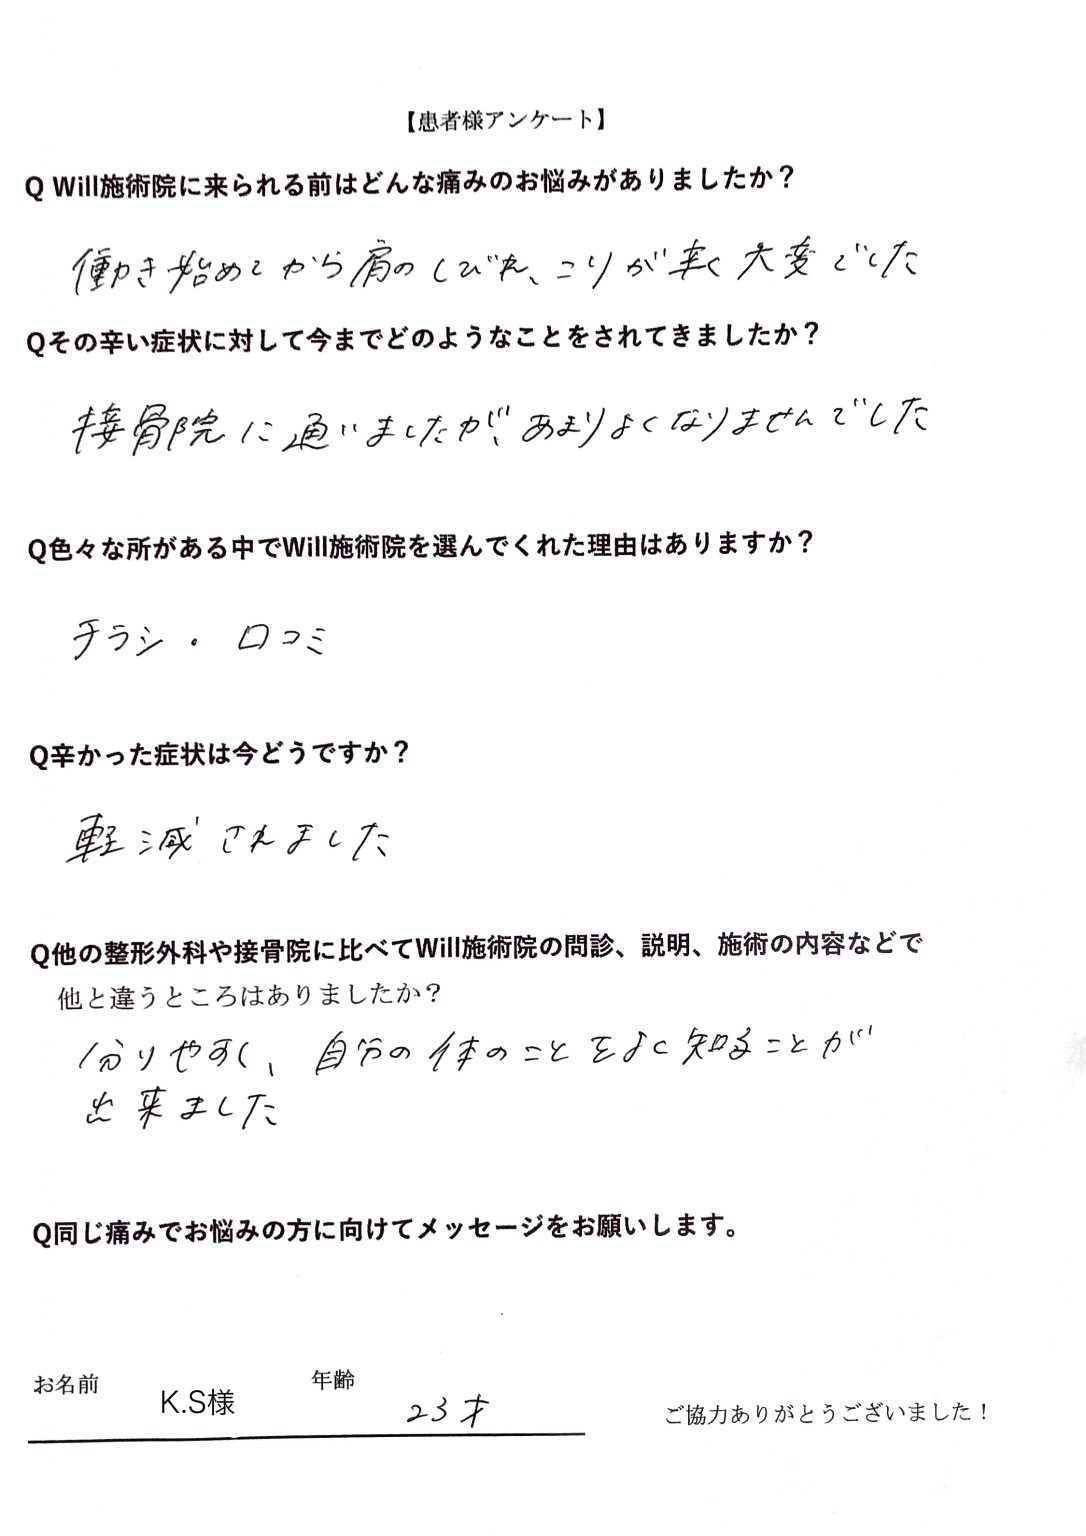 【患者様アンケート】
Q Will施術院に来られる前はどんな痛みのお悩みがありましたか？
働き始めてから肩のしびれ、こりが辛く大変でした
Qその辛い症状に対して今までどのようなことをされてきましたか？
接骨院に通いましたが、あまりよくなりませんでした
Q色々な所がある中でWill施術院を選んでくれた理由はありますか？
チラシ・口コミ
Q辛かった症状は今どうですか？
軽減されました
Q他の整形外科や接骨院に比べてWill施術院の問診、説明、施術の内容などで
他と違うところはありましたか？
分りやすく、自分の体のことをよく知ることが
出来ました
Q同じ痛みでお悩みの方に向けてメッセージをお願いします。
お名前 K.S様 年齢 23才 ご協力ありがとうございました！